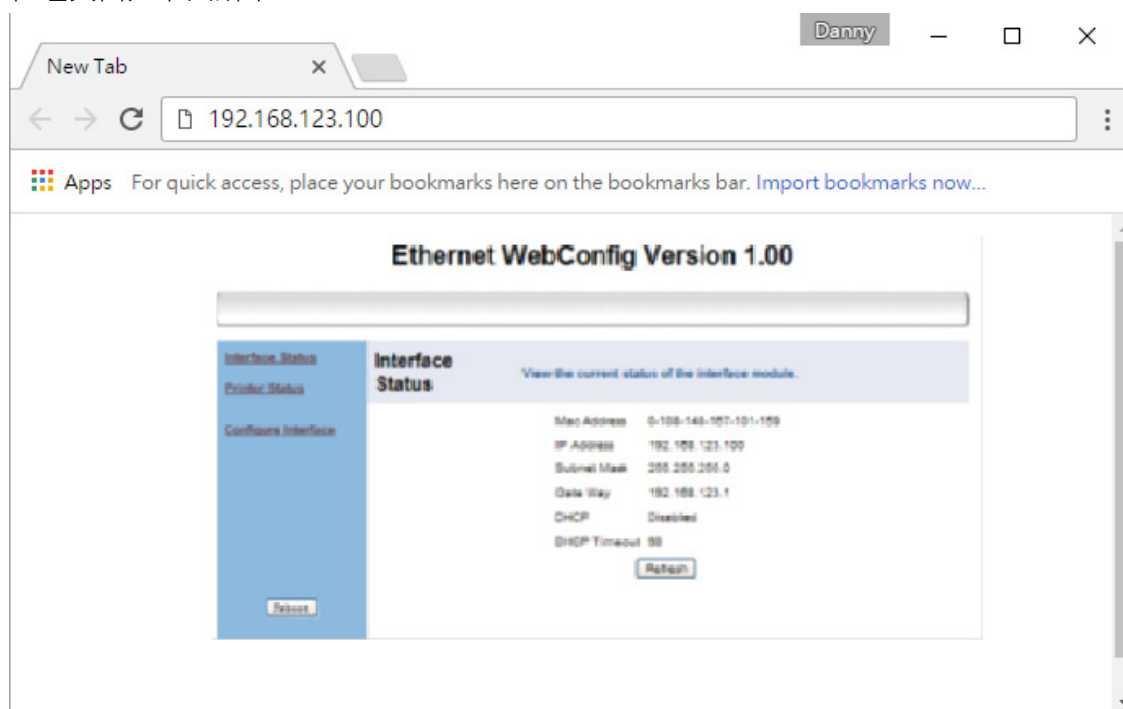 Danny
New Tab
192.168.123.100
Apps For quick access, place your bookmarks here on the bookmarks bar. Import bookmarks now...
Ethernet WebConfig Version 1.00
Interface Status
Printer Status
Configure Interface
Reboot
Interface
Status
View the current status of the interface module.
Mac Address
IP Address 192.168.123.100
Subnet Mask 255.255.255.0
Gate Way 192.168.123.1
DHCP Disabled
DHCP Timeout
Refresh